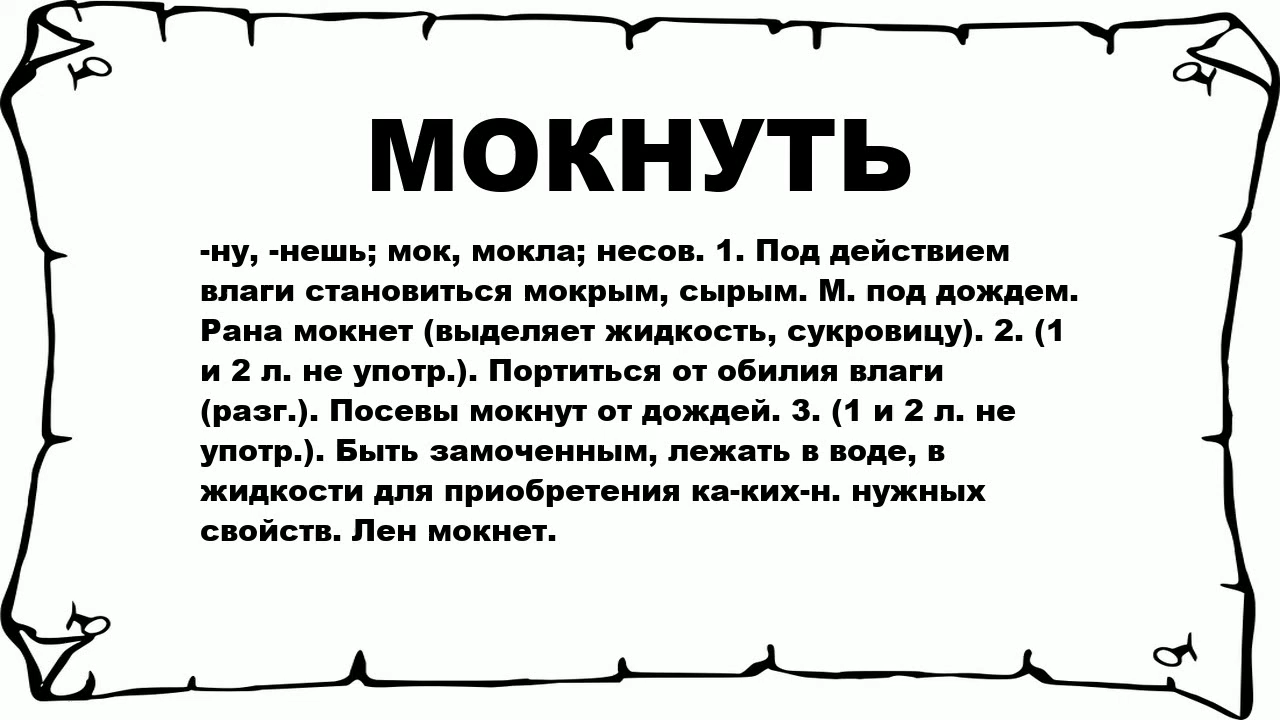 МОКНУТЬ
-ну, -нешь; мок, мокла; несов. 1. Под действием
влаги становиться мокрым, сырым. М. под дождем.
Рана мокнет (выделяет жидкость, сукровицу). 2. (1
и 2 л. не употр.). Портиться от обилия влаги
(разг.). Посевы мокнут от дождей. 3. (1 и 2 л. не
употр.). Быть замоченным, лежать в воде, в
жидкости для приобретения ка-ких-н. нужных
свойств. Лен мокнет.